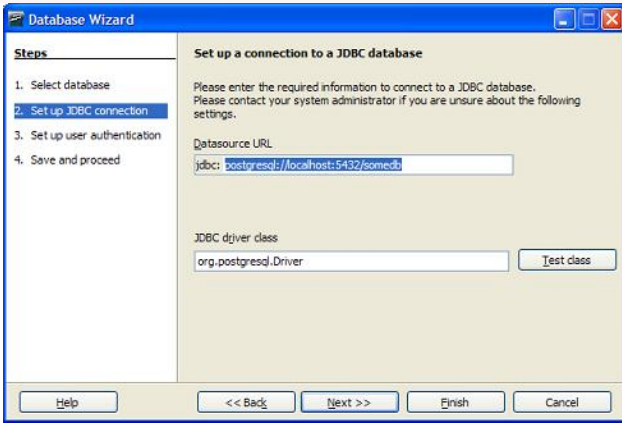 Database Wizard
Steps
1. Select database
2. Set up JDBC connection
3. Set up user authentication
4. Save and proceed
Set up a connection to a JDBC database
Please enter the required information to connect to a JDBC database.
Please contact your system administrator if you are unsure about the following
settings.
Datasource URL
jdbc: postgresql://localhost:5432/somedb
JDBC driver class
org.postgresql.Driver
Test class
Help
<< Back
Next >>
Finish
Cancel